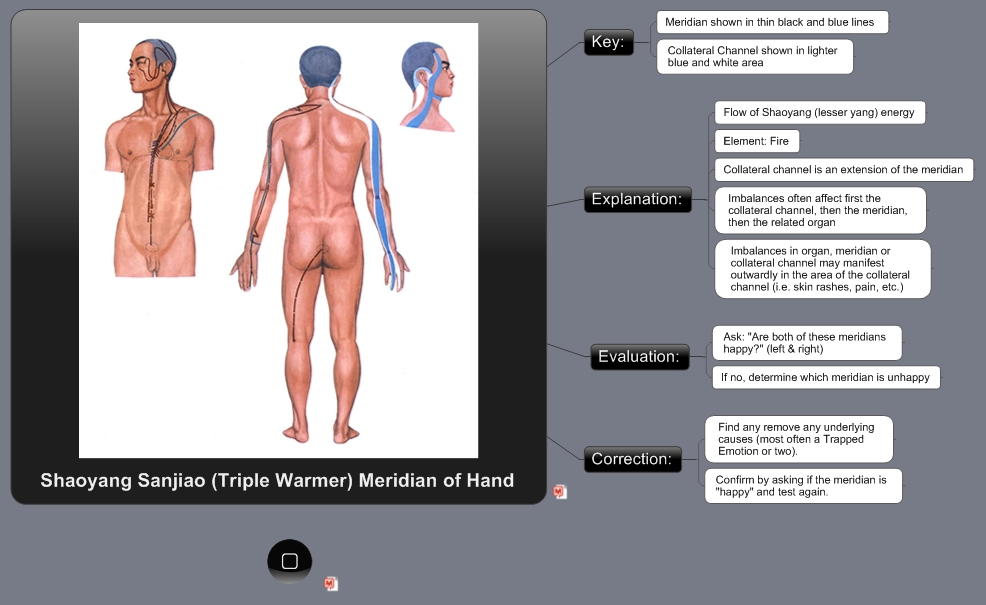 Shaoyang Sanjiao (Triple Warmer) Meridian of Hand
Key:
Meridian shown in thin black and blue lines
Collateral Channel shown in lighter
blue and white area
Explanation:
Flow of Shaoyang (lesser yang) energy
Element: Fire
Collateral channel is an extension of the meridian
Imbalances often affect first the
collateral channel, then the meridian,
then the related organ
Imbalances in organ, meridian or
collateral channel may manifest
outwardly in the area of the collateral
channel (i.e. skin rashes, pain, etc.)
Evaluation:
Ask: "Are both of these meridians
happy?" (left & right)
If no, determine which meridian is unhappy
Correction:
Find any remove any underlying
causes (most often a Trapped
Emotion or two).
Confirm by asking if the meridian is
"happy" and test again.